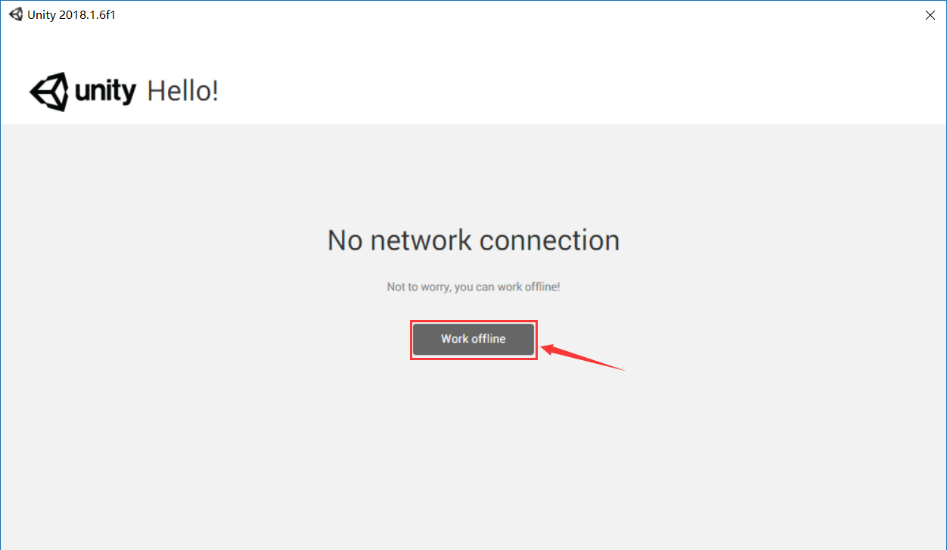 Unity 2018.1.6f1
unity Hello!
No network connection
Not to worry, you can work offline!
Work offline